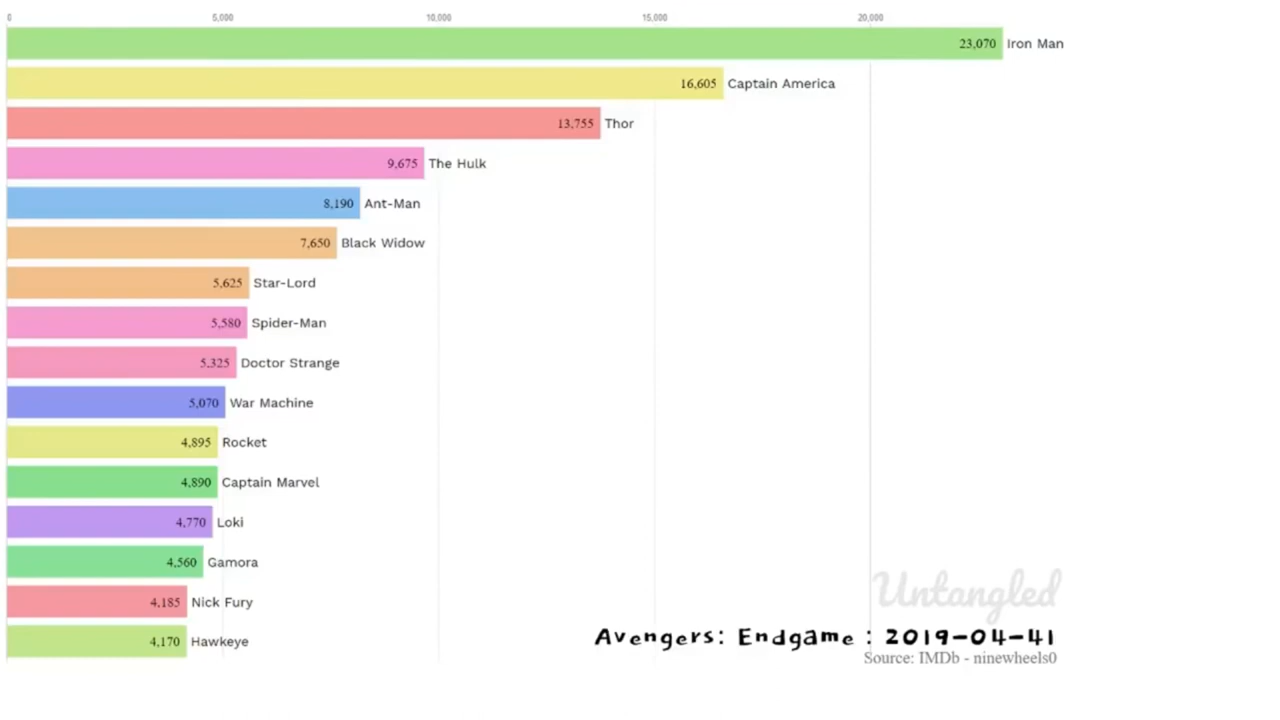 0 5,000 10,000 15,000 20,000
23,070 Iron Man
16,605 Captain America
13,755 Thor
9,675 The Hulk
8,190 Ant-Man
7,650 Black Widow
5,625 Star-Lord
5,580 Spider-Man
5,325 Doctor Strange
5,070 War Machine
4,895 Rocket
4,890 Captain Marvel
4,770 Loki
4,560 Gamora
4,185 Nick Fury
4,170 Hawkeye
Untangled
Avengers: Endgame : 2019-04-41
Source: IMDb - ninewheels0